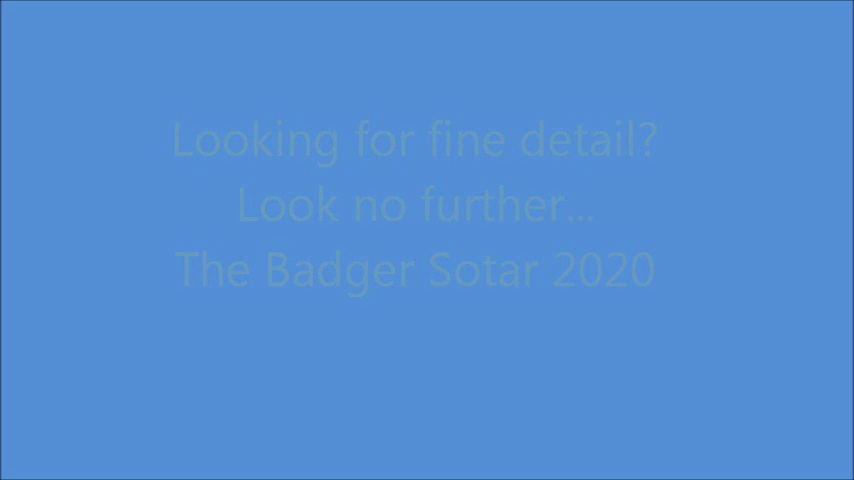 Looking for fine detail?
Look no further...
The Badger Sotar 2020